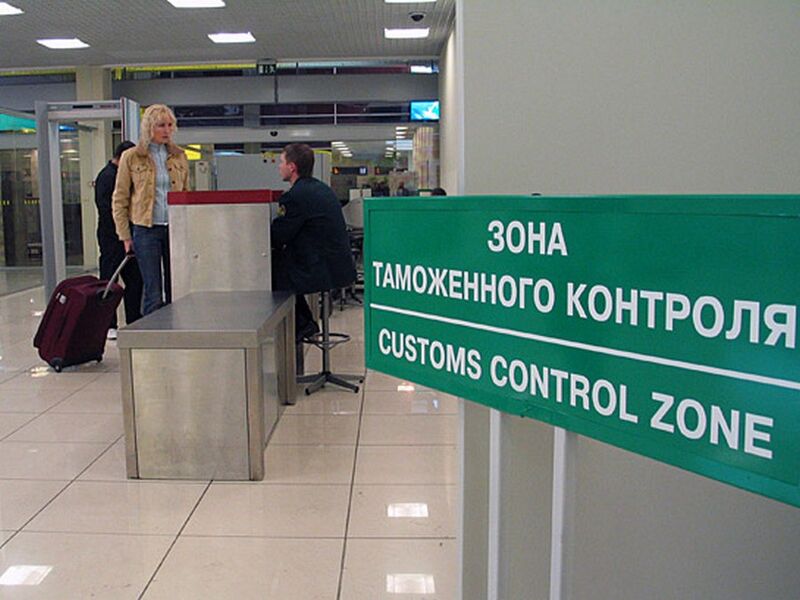 ЗОНА
ТАМОЖЕННОГО КОНТРОЛЯ
CUSTOMS CONTROL ZONE